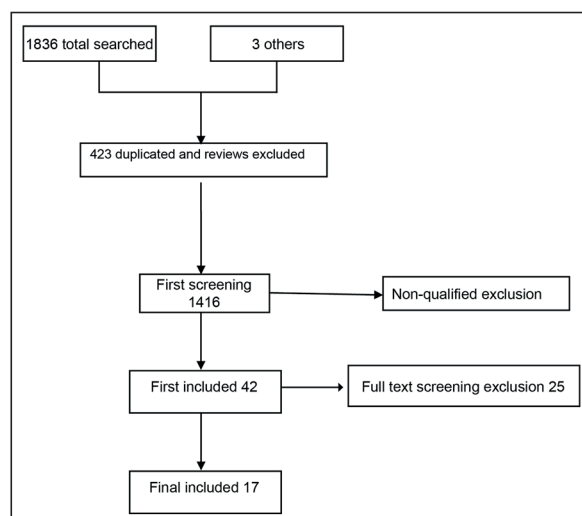 1836 total searched
3 others
423 duplicated and reviews excluded
First screening
1416
Non-qualified exclusion
First included 42
Full text screening exclusion 25
Final included 17